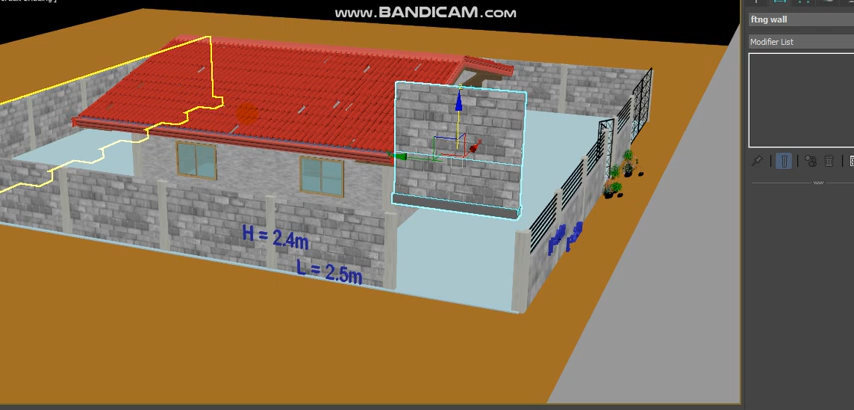 www.BANDICAM.com
ftng wall
Modifier List
H = 2.4m
L = 2.5m